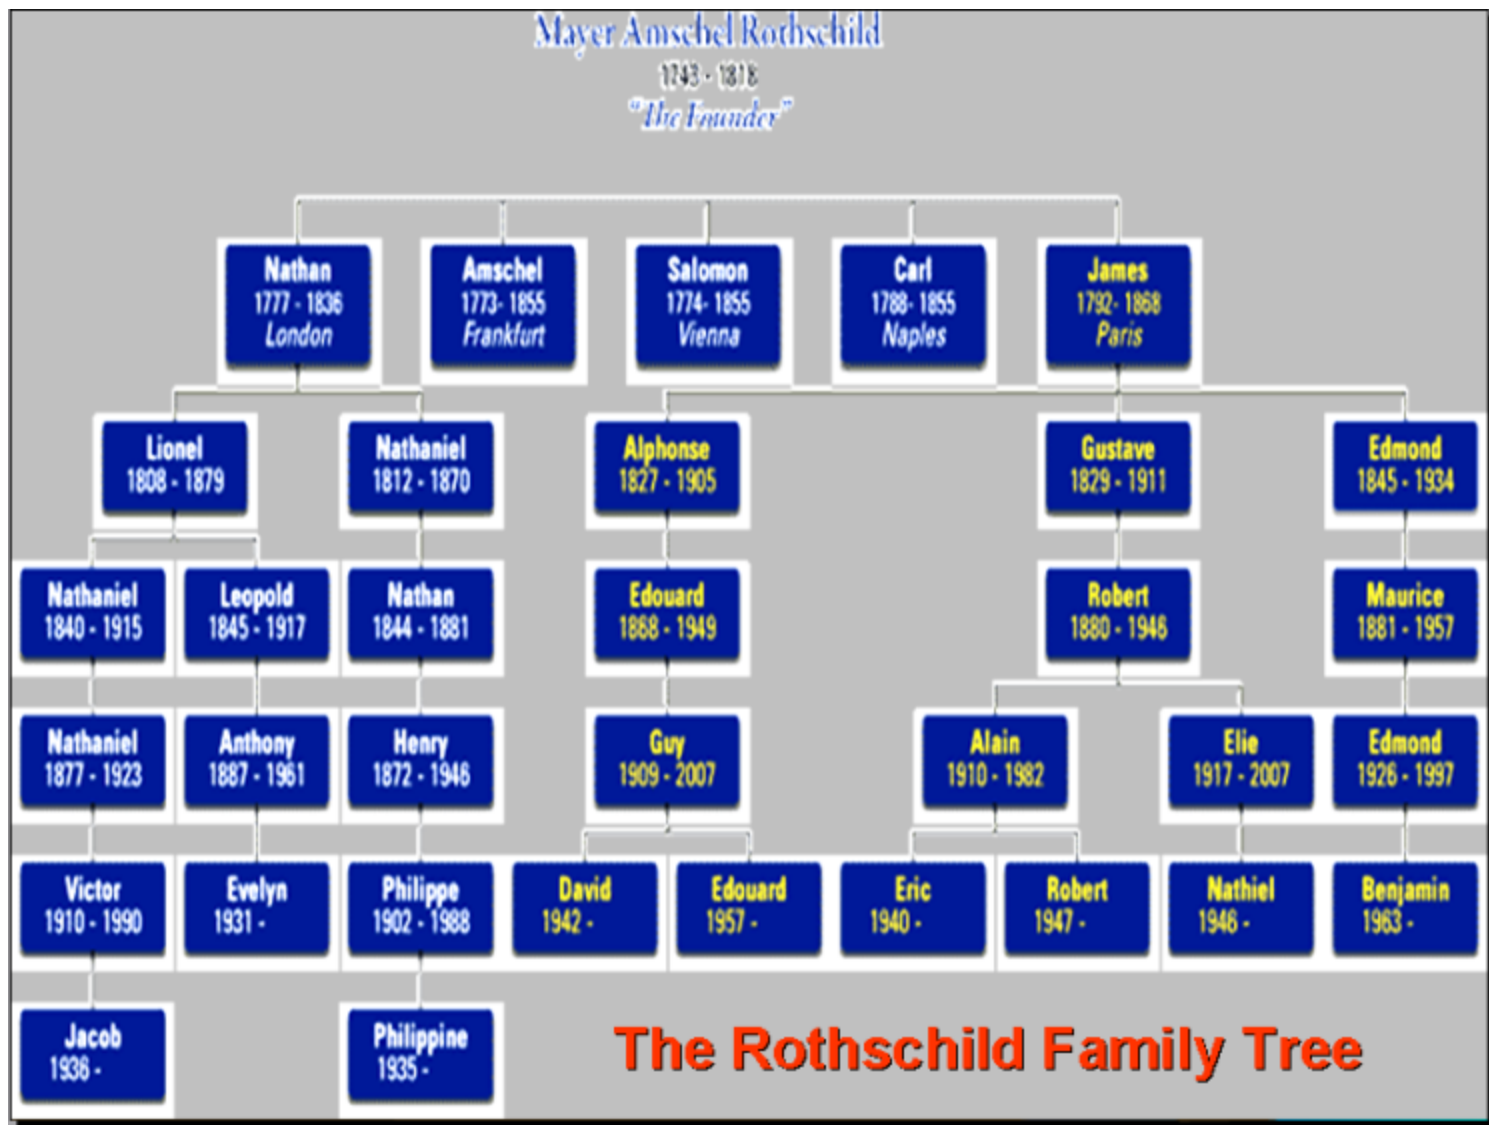 Mayer Amschel Rothschild
1743 - 1818
"The Founder"
Nathan
1777 - 1836
London
Amschel
1773- 1855
Frankfurt
Salomon
1774- 1855
Vienna
Carl
1788- 1855
Naples
James
1792- 1868
Paris
Lionel
1808 - 1879
Nathaniel
1812 - 1870
Alphonse
1827 - 1905
Gustave
1829 - 1911
Edmond
1845 - 1934
Nathaniel
1840 - 1915
Leopold
1845 - 1917
Nathan
1844 - 1881
Edouard
1868 - 1949
Robert
1880 - 1946
Maurice
1881 - 1957
Nathaniel
1877 - 1923
Anthony
1887 - 1961
Henry
1872 - 1946
Guy
1909 - 2007
Alain
1910 - 1982
Elie
1917 - 2007
Edmond
1926 - 1997
Victor
1910 - 1990
Evelyn
1931 -
Philippe
1902 - 1988
David
1942 -
Edouard
1957 -
Eric
1940 -
Robert
1947 -
Nathiel
1946 -
Benjamin
1963 -
Jacob
1936 -
Philippine
1935 -
The Rothschild Family Tree